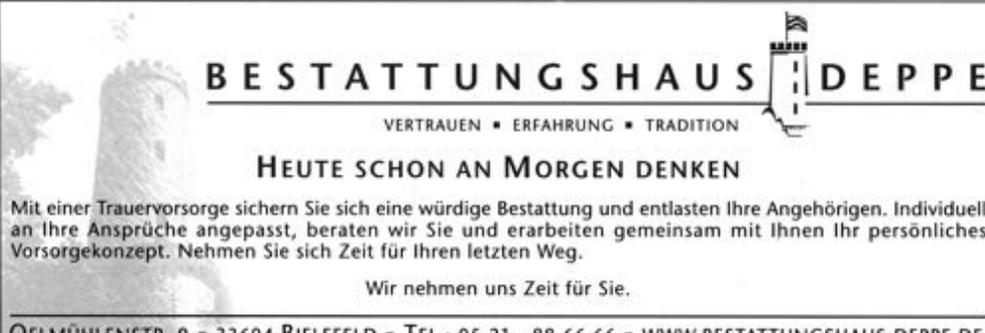 BESTATTUNGSHAUS DEPPE
VERTRAUEN ▪ ERFAHRUNG ▪ TRADITION
HEUTE SCHON AN MORGEN DENKEN
Mit einer Trauervorsorge sichern Sie sich eine würdige Bestattung und entlasten Ihre Angehörigen. Individuell
an Ihre Ansprüche angepasst, beraten wir Sie und erarbeiten gemeinsam mit Ihnen Ihr persönliches
Vorsorgekonzept. Nehmen Sie sich Zeit für Ihren letzten Weg.
Wir nehmen uns Zeit für Sie.
OELMÜHLENSTR. 9 ▪ 33604 BIELEFELD ▪ TEL.: 05 21 - 88 66 66 ▪ WWW.BESTATTUNGSHAUS-DEPPE.DE